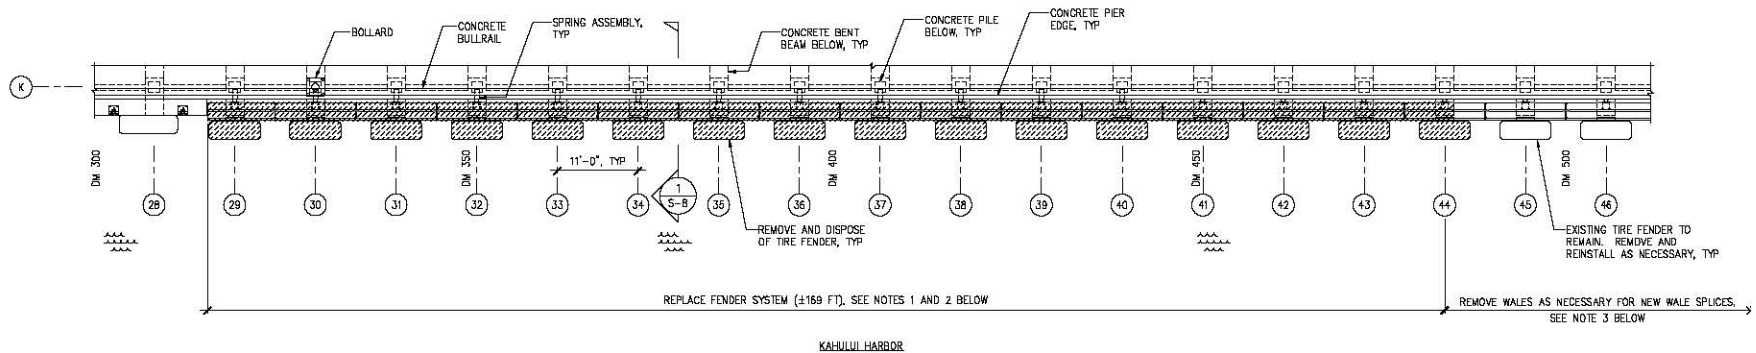 BOLLARD
CONCRETE
BULLRAIL
SPRING ASSEMBLY,
TYP
CONCRETE BENT
BEAM BELOW, TYP
CONCRETE PILE
BELOW, TYP
CONCRETE PIER
EDGE, TYP
K
DM 300
DM 350
11'-0", TYP
DM 400
DM 450
DM 500
28
29
30
31
32
33
34
1
S-8
35
36
37
38
39
40
41
42
43
44
45
46
REMOVE AND DISPOSE
OF TIRE FENDER, TYP
EXISTING TIRE FENDER TO
REMAIN. REMOVE AND
REINSTALL AS NECESSARY, TYP
REPLACE FENDER SYSTEM (±169 FT). SEE NOTES 1 AND 2 BELOW
REMOVE WALES AS NECESSARY FOR NEW WALE SPLICES.
SEE NOTE 3 BELOW
KAHULUI HARBOR